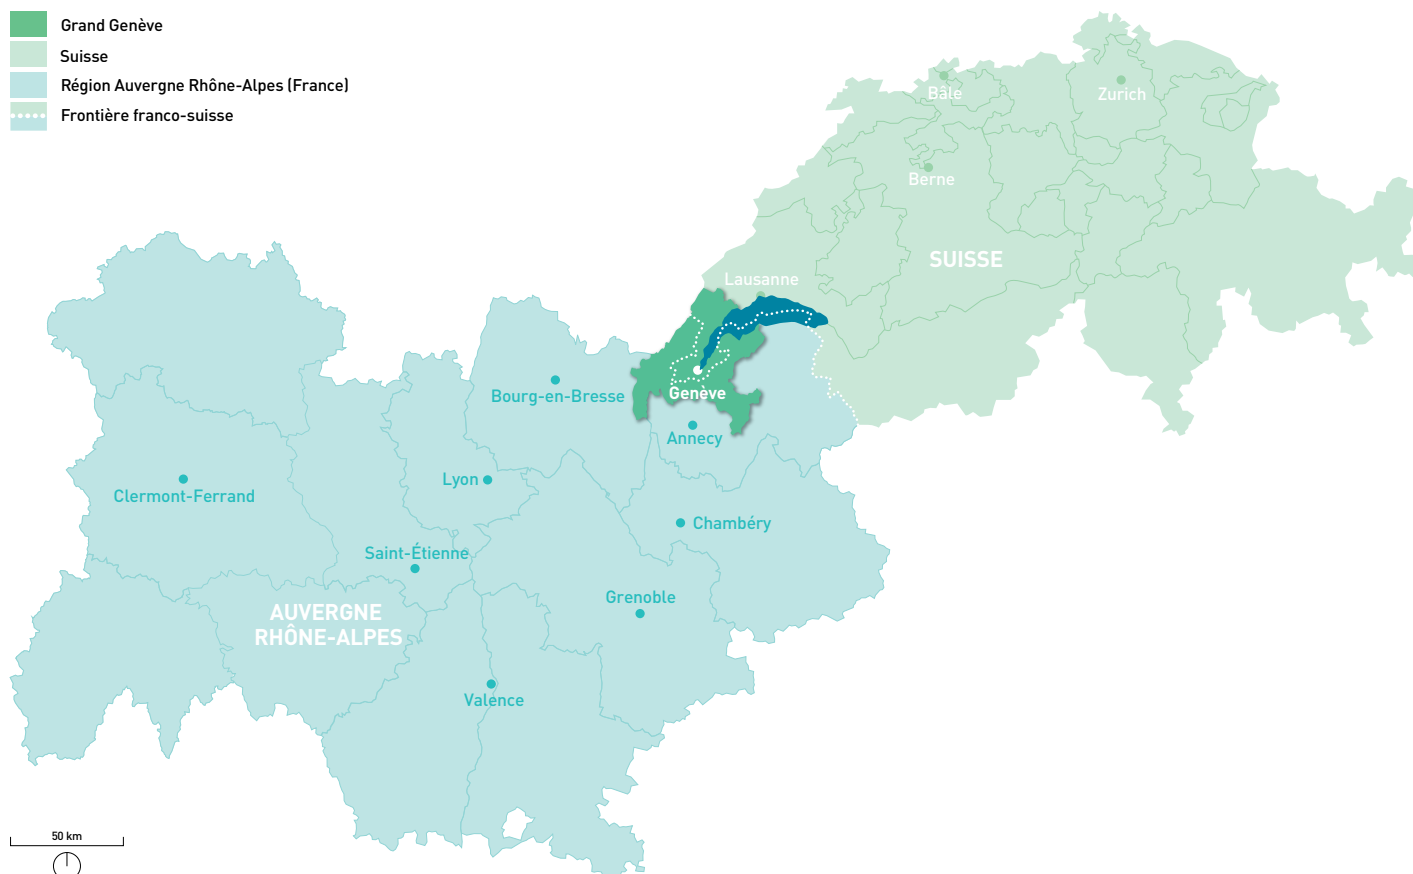 Grand Genève
Suisse
Région Auvergne Rhône-Alpes (France)
Frontière franco-suisse
Bâle
Zurich
Berne
SUISSE
Lausanne
Genève
Bourg-en-Bresse
Annecy
Lyon
Clermont-Ferrand
Chambéry
Saint-Étienne
Grenoble
AUVERGNE
RHÔNE-ALPES
Valence
50 km